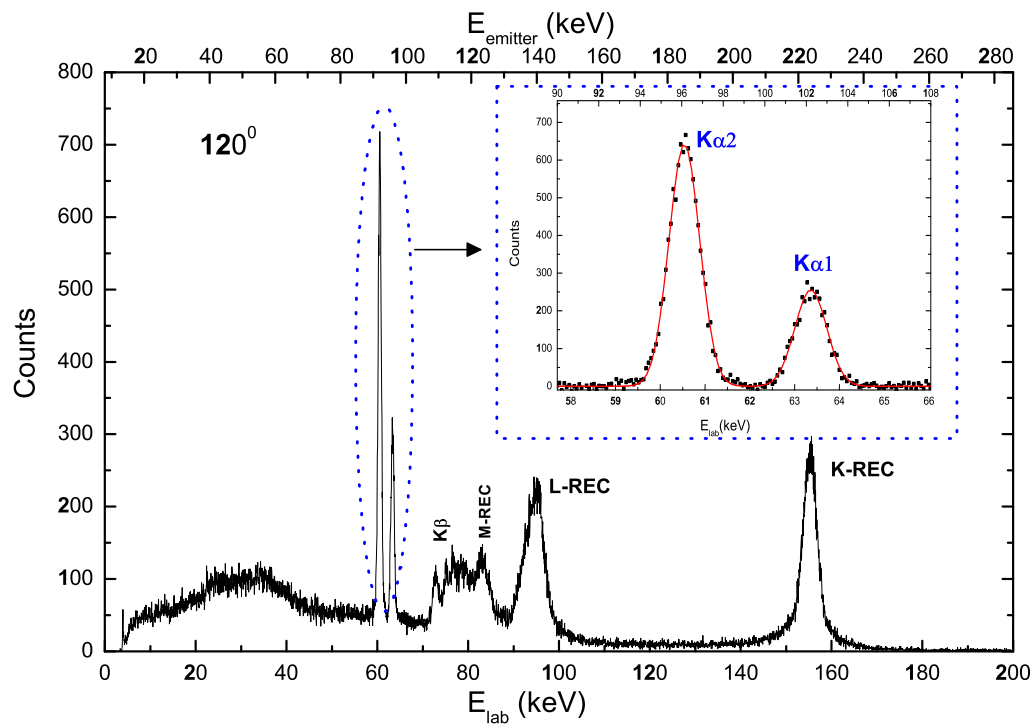 E_emitter (keV)
20 40 60 80 100 120 140 160 180 200 220 240 260 280
800
700
600
500
400
300
200
100
0
Counts
120⁰
90 92 94 96 98 100 102 104 106 108
700
600
500
400
300
200
100
0
Counts
Kα2
Kα1
58 59 60 61 62 63 64 65 66
E_lab(keV)
Kβ
M-REC
L-REC
K-REC
0 20 40 60 80 100 120 140 160 180 200
E_lab (keV)